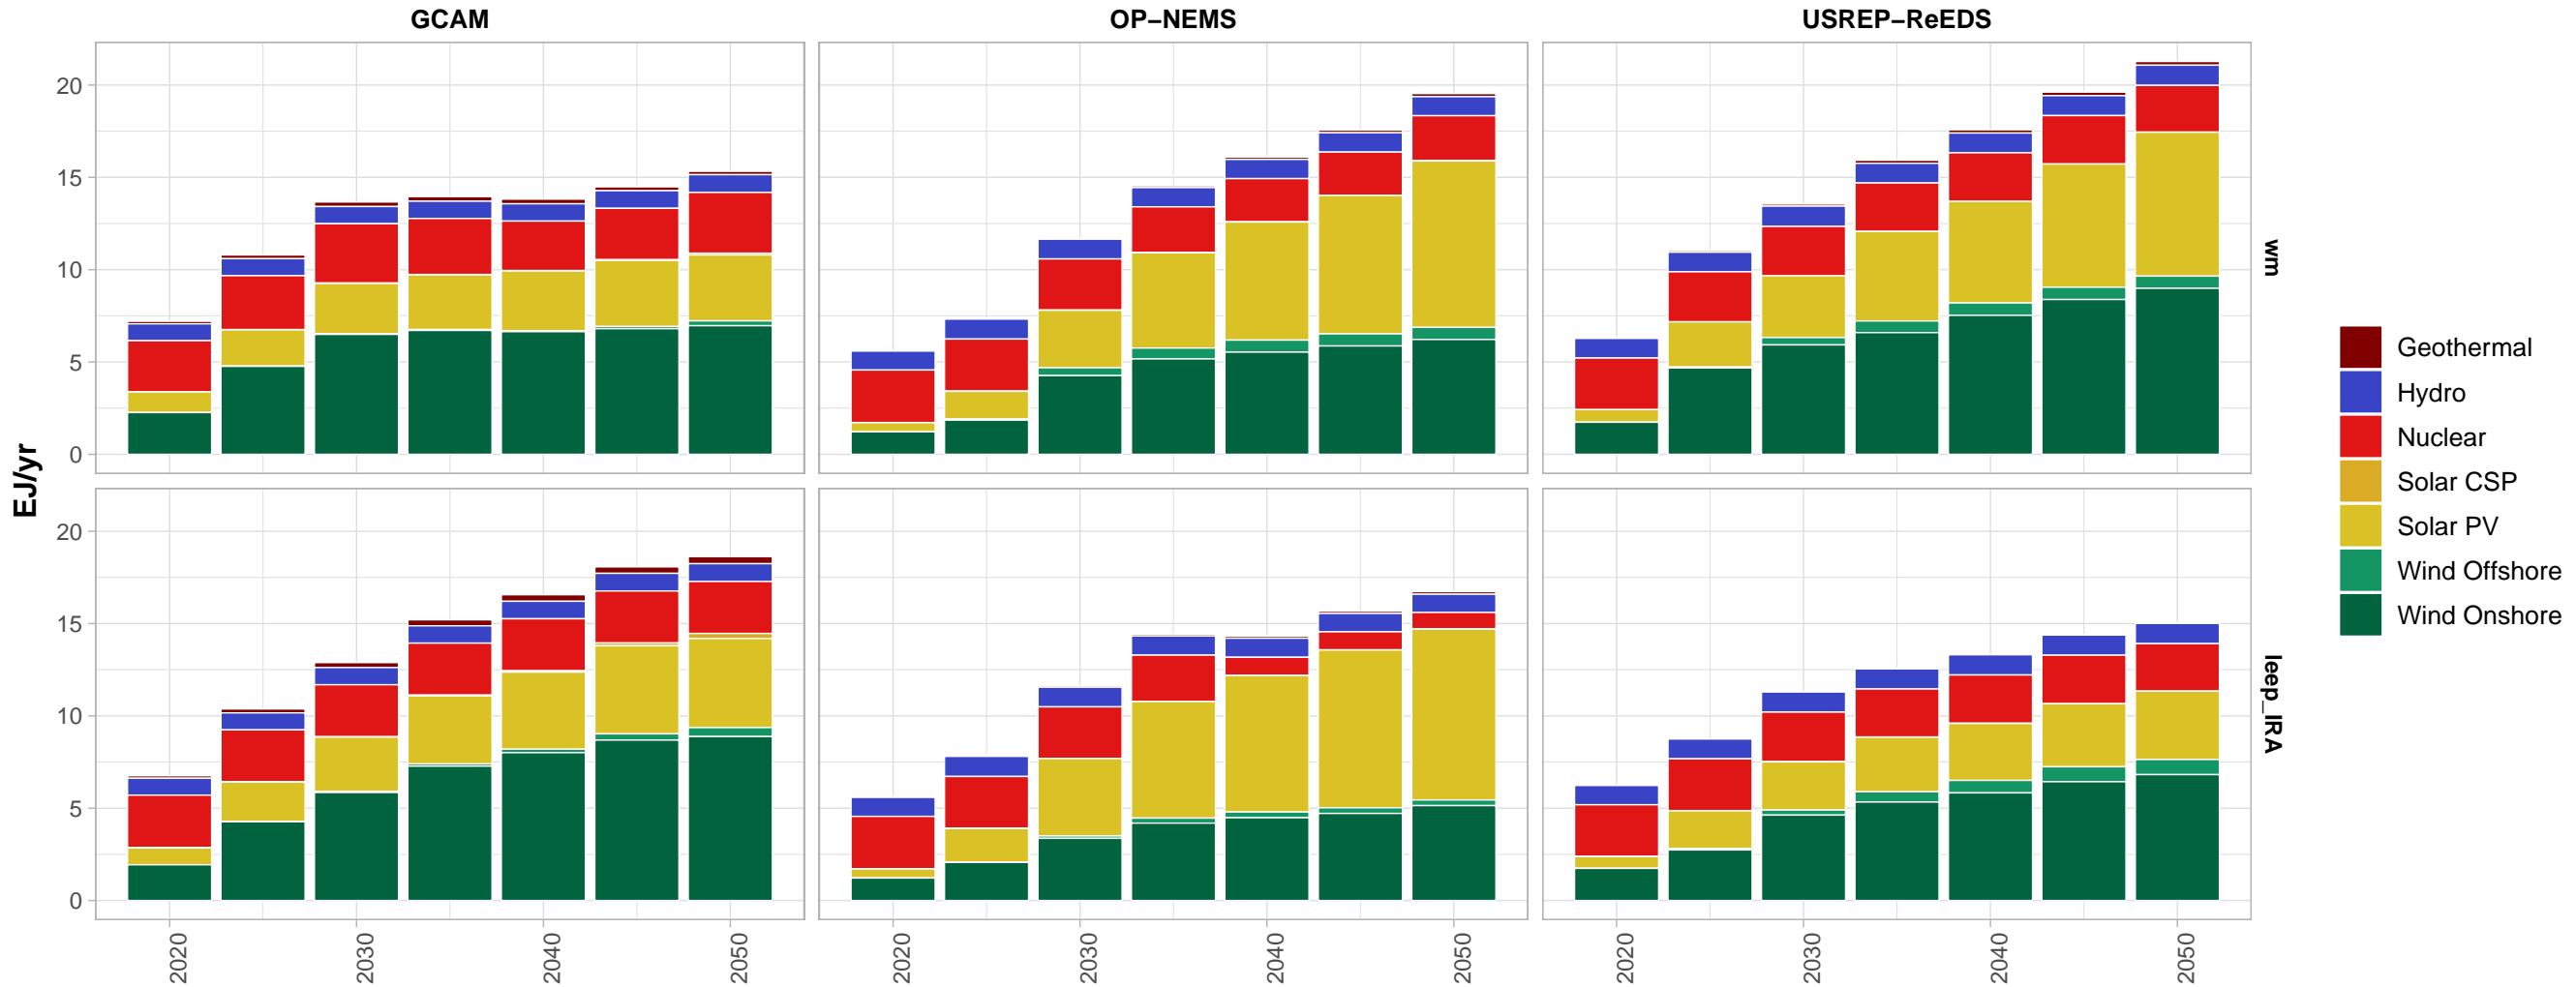 GCAM
OP−NEMS
USREP−ReEDS
20
15
10
5
0
wm
20
15
10
5
0
leep_IRA
EJ/yr
2020
2030
2040
2050
2020
2030
2040
2050
2020
2030
2040
2050
Geothermal
Hydro
Nuclear
Solar CSP
Solar PV
Wind Offshore
Wind Onshore